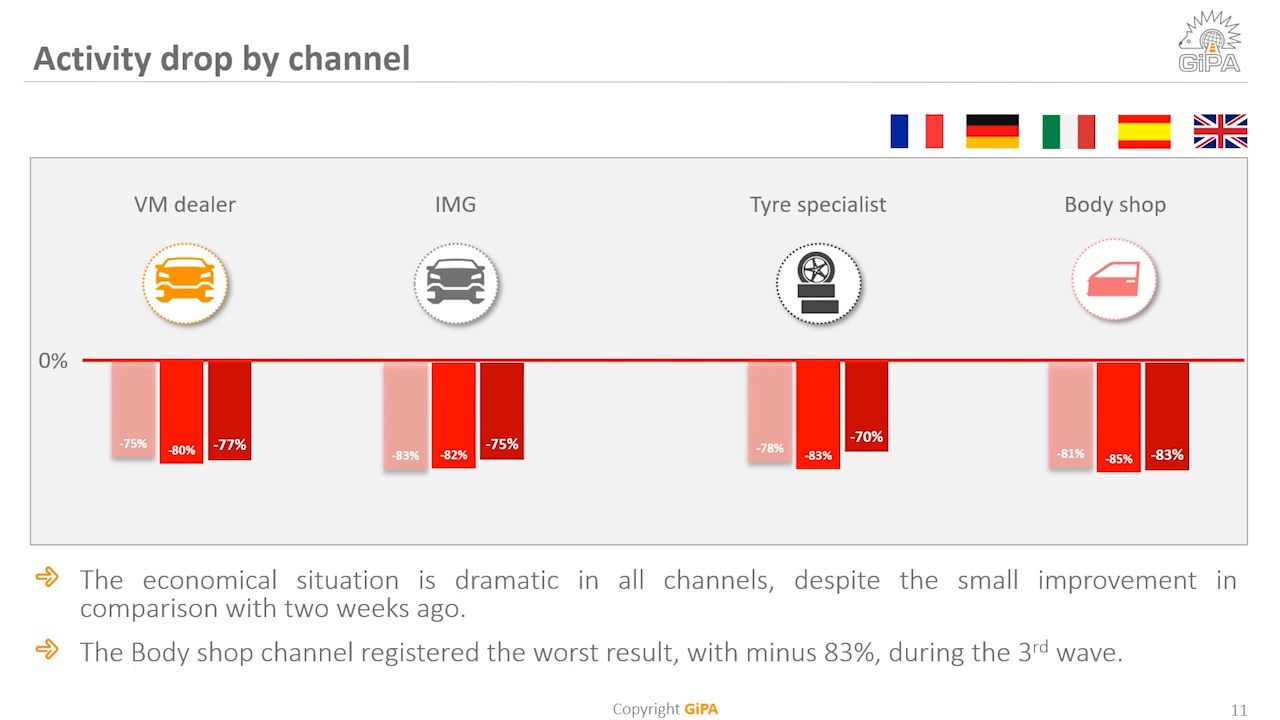 Activity drop by channel
GiPA
VM dealer
IMG
Tyre specialist
Body shop
0%
-75%
-80%
-77%
-83%
-82%
-75%
-78%
-83%
-70%
-81%
-85%
-83%
The economical situation is dramatic in all channels, despite the small improvement in
comparison with two weeks ago.
The Body shop channel registered the worst result, with minus 83%, during the 3rd wave.
Copyright GiPA
11